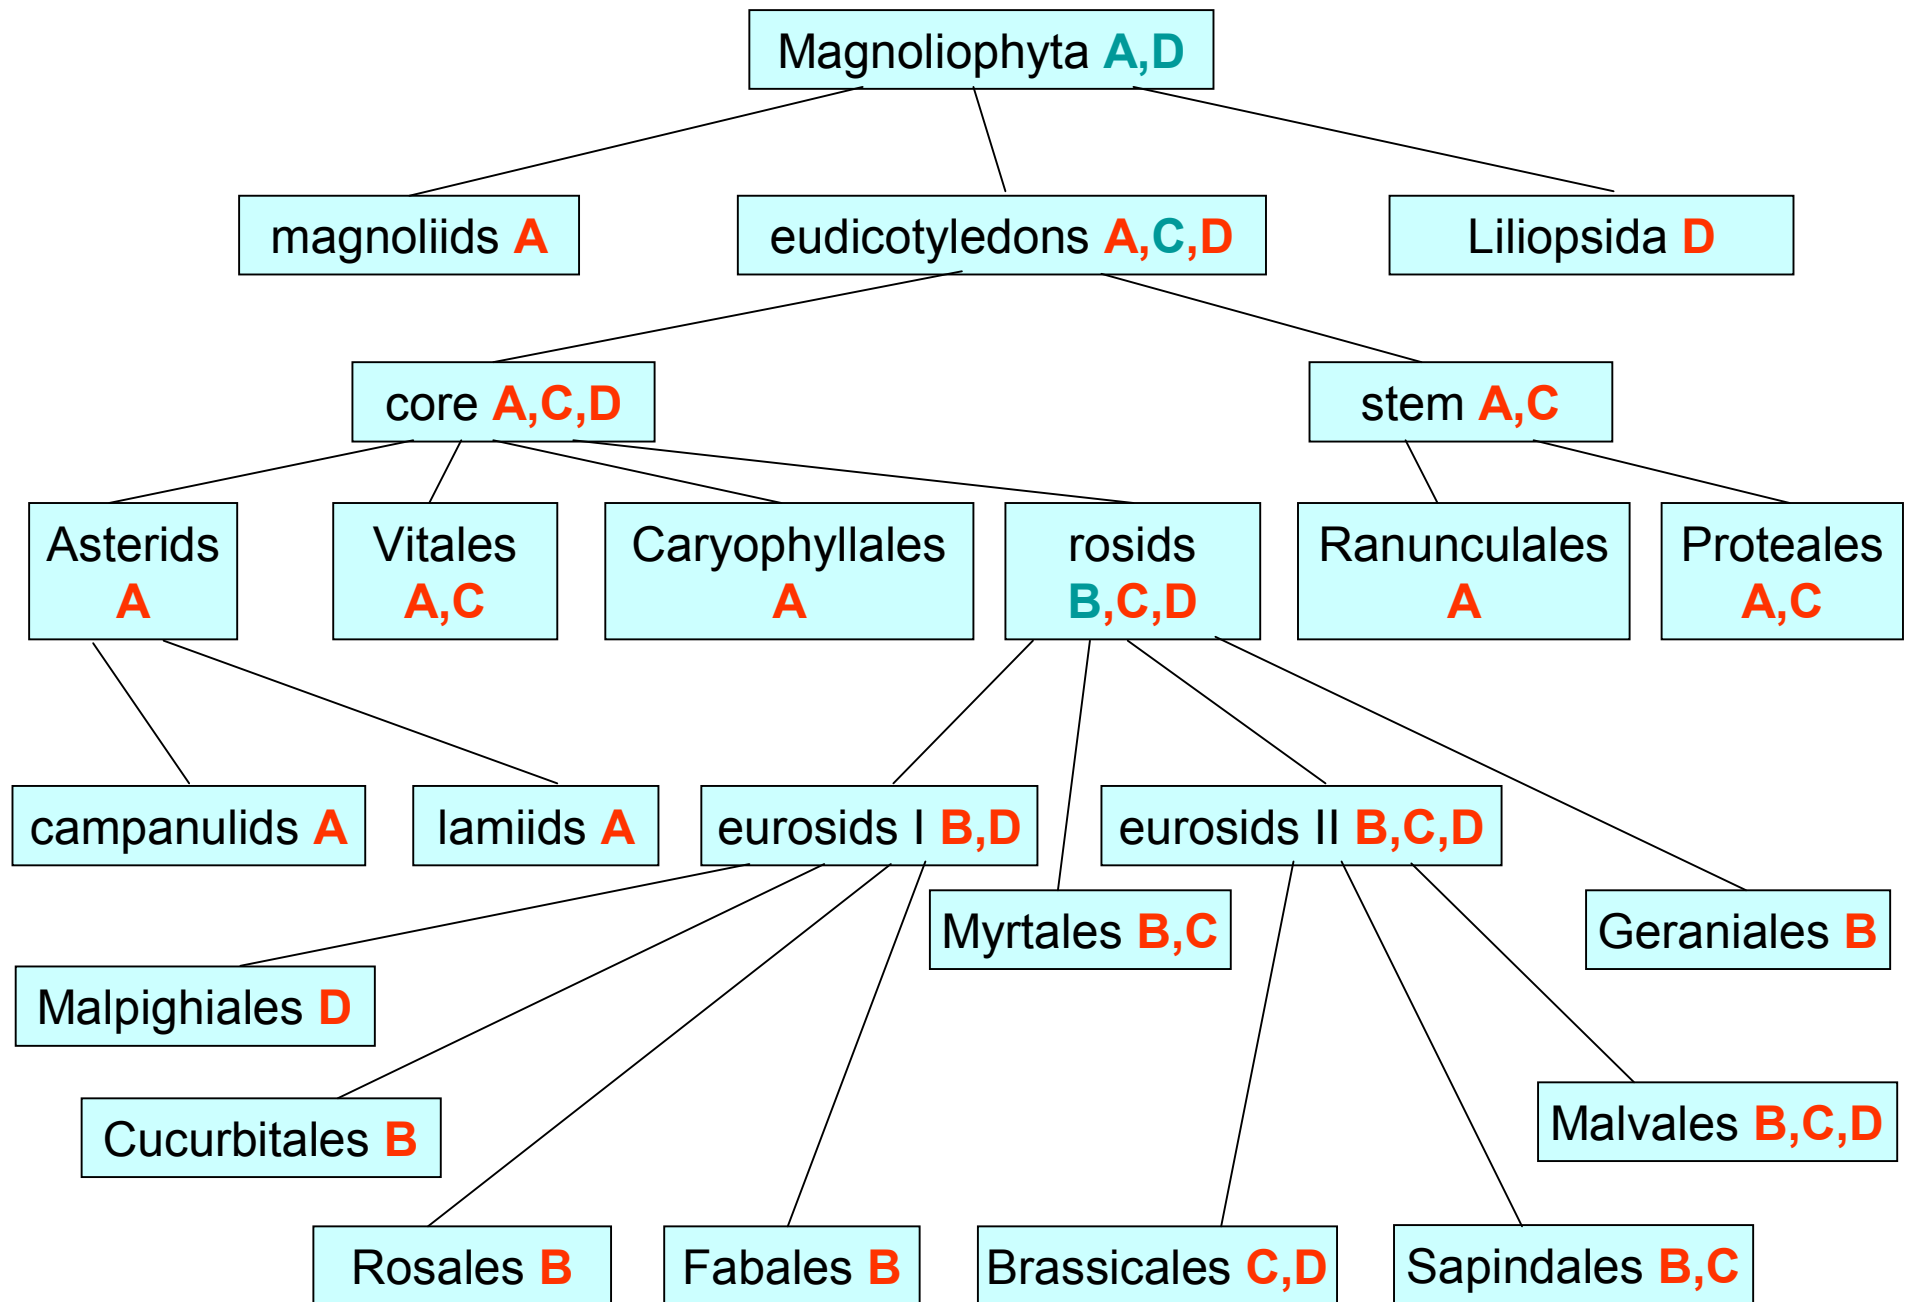 Magnoliophyta A,D
magnoliids A
eudicotyledons A,C,D
Liliopsida D
core A,C,D
stem A,C
Asterids
A
Vitales
A,C
Caryophyllales
A
rosids
B,C,D
Ranunculales
A
Proteales
A,C
campanulids A
lamiids A
eurosids I B,D
eurosids II B,C,D
Myrtales B,C
Geraniales B
Malpighiales D
Cucurbitales B
Malvales B,C,D
Rosales B
Fabales B
Brassicales C,D
Sapindales B,C